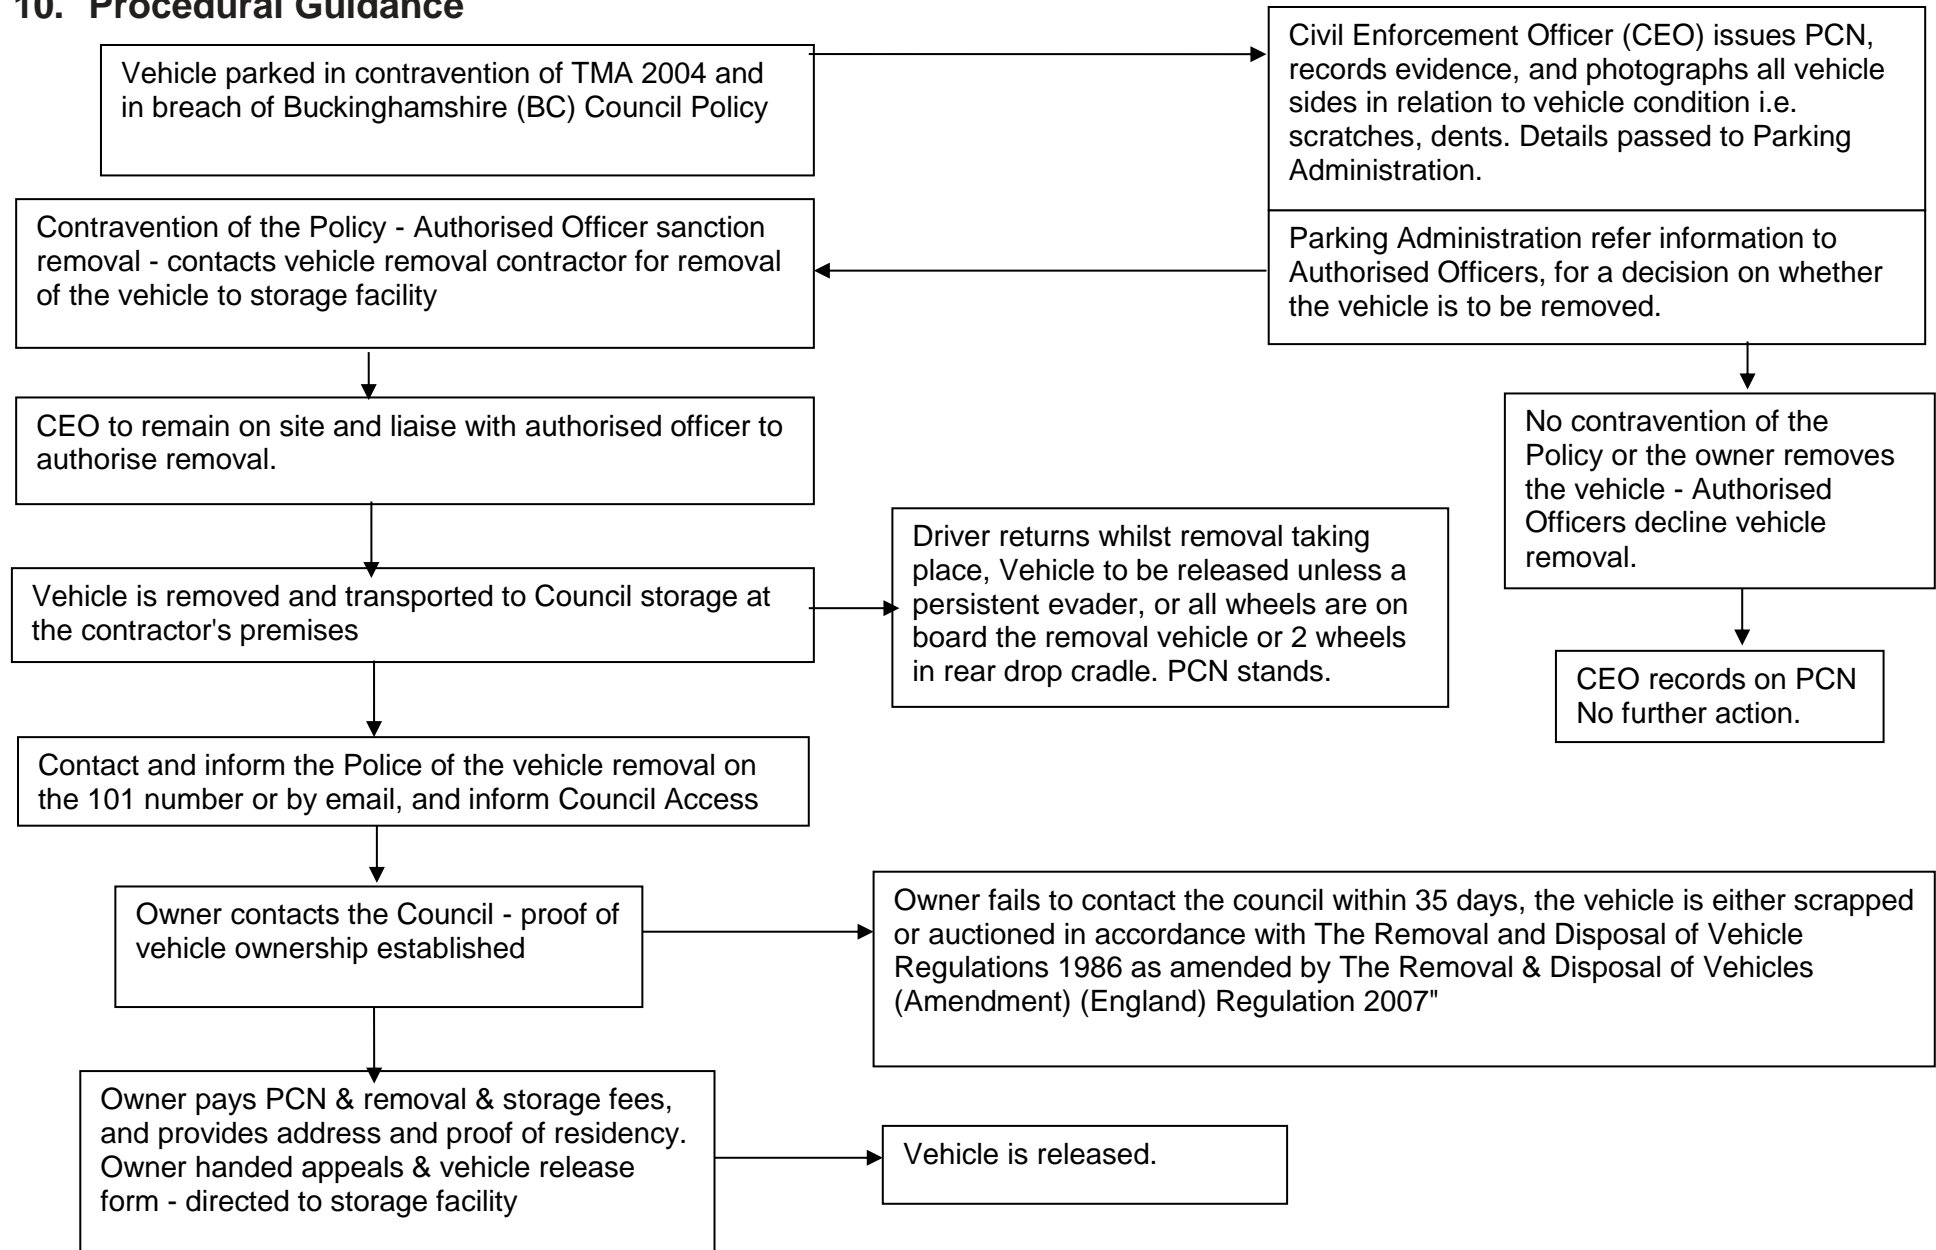 10. Procedural Guidance
Vehicle parked in contravention of TMA 2004 and
in breach of Buckinghamshire (BC) Council Policy
Civil Enforcement Officer (CEO) issues PCN,
records evidence, and photographs all vehicle
sides in relation to vehicle condition i.e.
scratches, dents. Details passed to Parking
Administration.
Parking Administration refer information to
Authorised Officers, for a decision on whether
the vehicle is to be removed.
Contravention of the Policy - Authorised Officer sanction
removal - contacts vehicle removal contractor for removal
of the vehicle to storage facility
No contravention of the
Policy or the owner removes
the vehicle - Authorised
Officers decline vehicle
removal.
CEO records on PCN
No further action.
CEO to remain on site and liaise with authorised officer to
authorise removal.
Vehicle is removed and transported to Council storage at
the contractor's premises
Driver returns whilst removal taking
place, Vehicle to be released unless a
persistent evader, or all wheels are on
board the removal vehicle or 2 wheels
in rear drop cradle. PCN stands.
Contact and inform the Police of the vehicle removal on
the 101 number or by email, and inform Council Access
Owner contacts the Council - proof of
vehicle ownership established
Owner fails to contact the council within 35 days, the vehicle is either scrapped
or auctioned in accordance with The Removal and Disposal of Vehicle
Regulations 1986 as amended by The Removal & Disposal of Vehicles
(Amendment) (England) Regulation 2007"
Owner pays PCN & removal & storage fees,
and provides address and proof of residency.
Owner handed appeals & vehicle release
form - directed to storage facility
Vehicle is released.